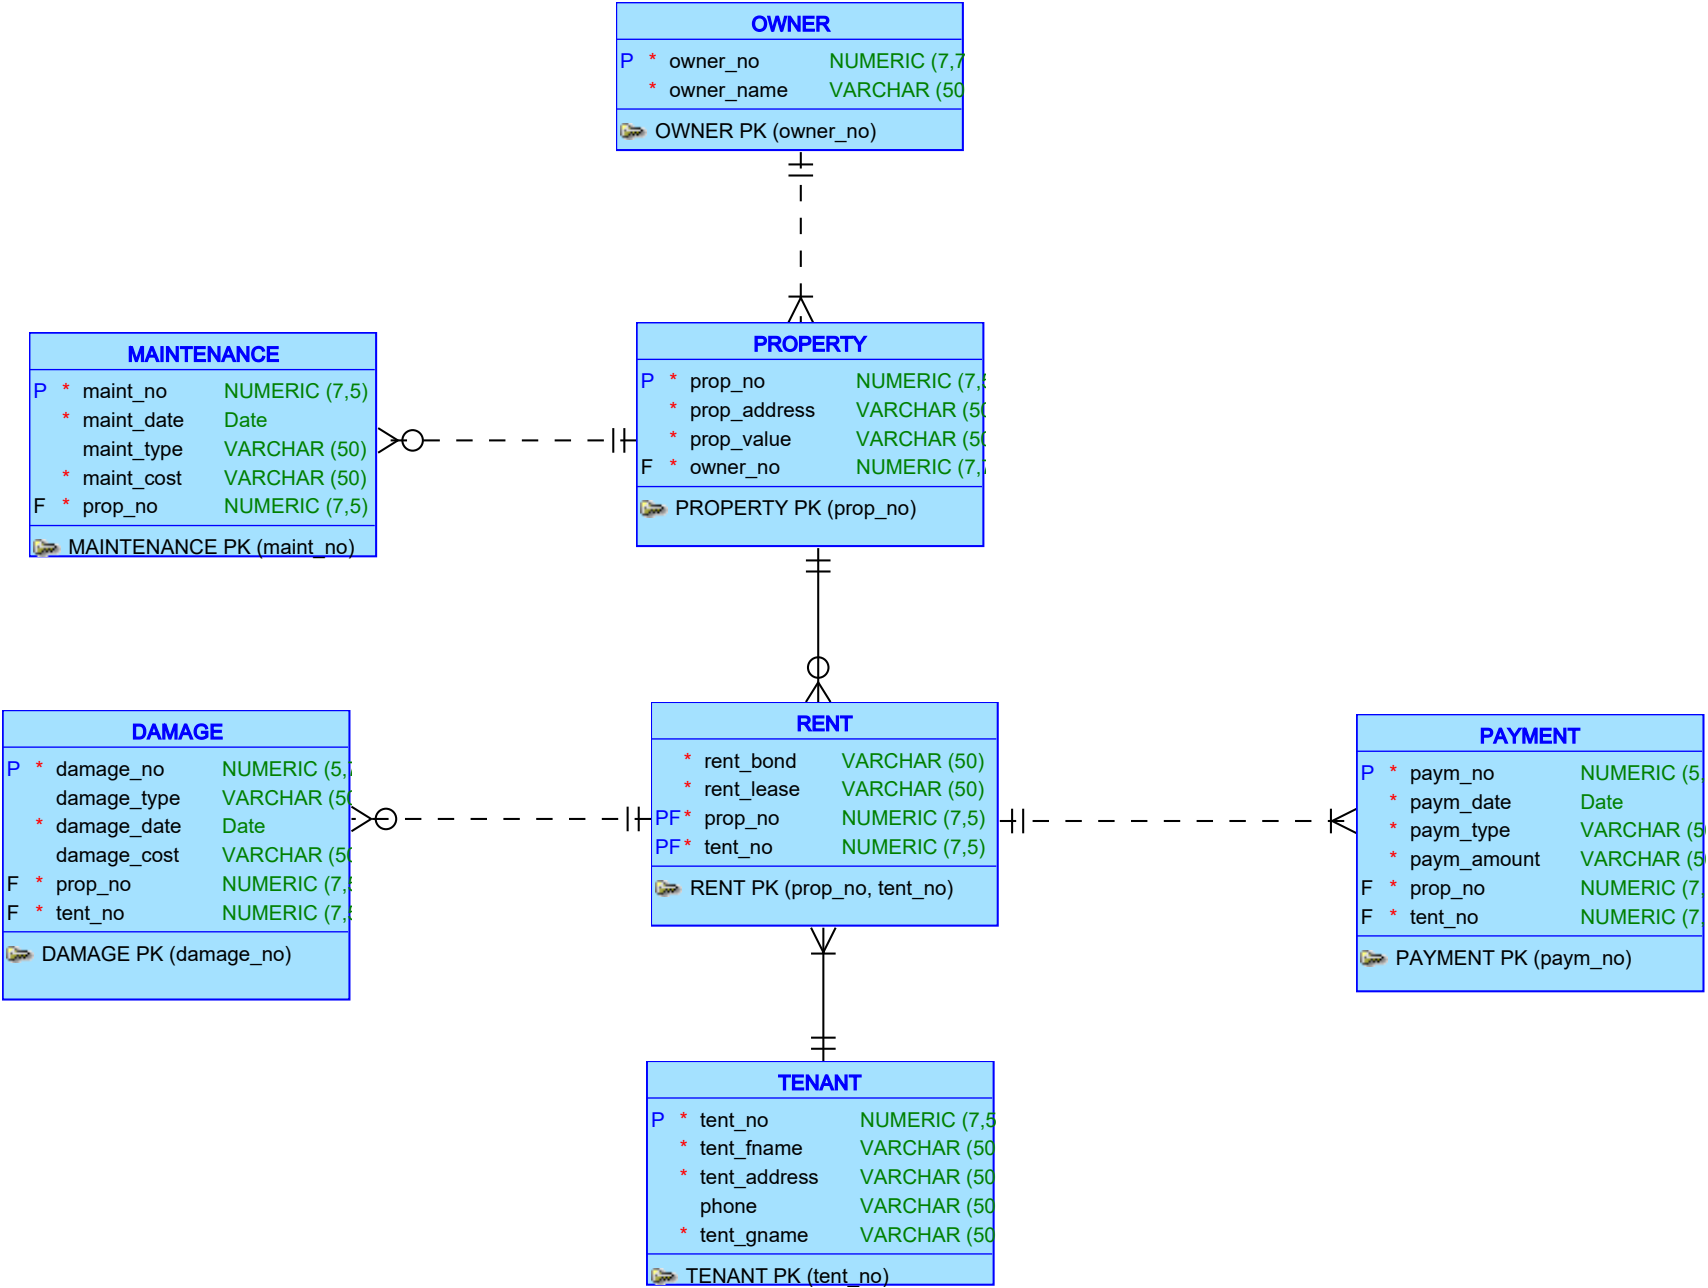 OWNER
P * owner_no NUMERIC (7,7
* owner_name VARCHAR (50
OWNER PK (owner_no)
MAINTENANCE
P * maint_no NUMERIC (7,5)
* maint_date Date
maint_type VARCHAR (50)
* maint_cost VARCHAR (50)
F * prop_no NUMERIC (7,5)
MAINTENANCE PK (maint_no)
PROPERTY
P * prop_no NUMERIC (7,5
* prop_address VARCHAR (50
* prop_value VARCHAR (50
F * owner_no NUMERIC (7,7
PROPERTY PK (prop_no)
DAMAGE
P * damage_no NUMERIC (5,
damage_type VARCHAR (50
* damage_date Date
damage_cost VARCHAR (50
F * prop_no NUMERIC (7,5
F * tent_no NUMERIC (7,5
DAMAGE PK (damage_no)
RENT
* rent_bond VARCHAR (50)
* rent_lease VARCHAR (50)
PF * prop_no NUMERIC (7,5)
PF * tent_no NUMERIC (7,5)
RENT PK (prop_no, tent_no)
PAYMENT
P * paym_no NUMERIC (5,
* paym_date Date
* paym_type VARCHAR (5
* paym_amount VARCHAR (5
F * prop_no NUMERIC (7,
F * tent_no NUMERIC (7,
PAYMENT PK (paym_no)
TENANT
P * tent_no NUMERIC (7,5
* tent_fname VARCHAR (50
* tent_address VARCHAR (50
phone VARCHAR (50
* tent_gname VARCHAR (50
TENANT PK (tent_no)